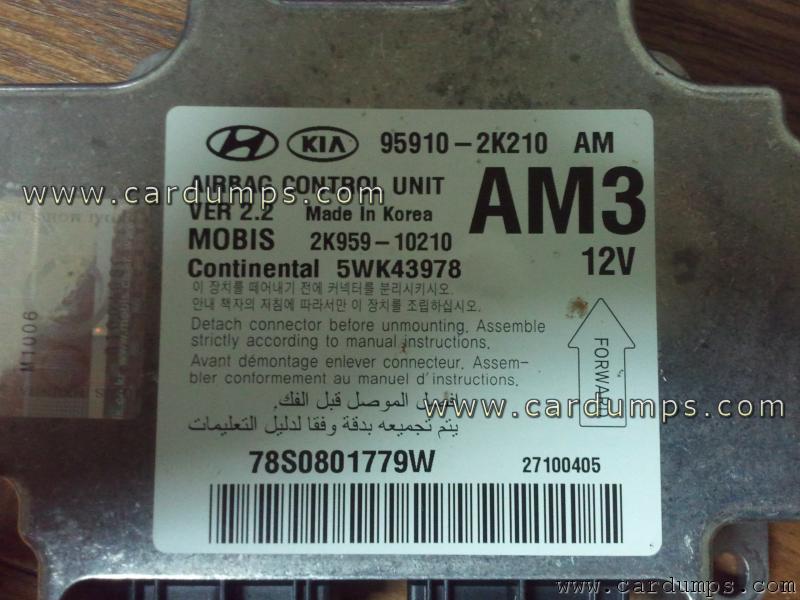 KIA 95910-2K210 AM
AIRBAG CONTROL UNIT
AM3
www.cardumps.com
VER 2.2 Made In Korea
MOBIS 2K959-10210
12V
Continental 5WK43978
이 장치를 떼어내기 전에 커넥터를 분리시키시오.
안내 책자의 지침에 따라서만 이 장치를 조립하십시오.
Detach connector before unmounting. Assemble
strictly according to manual instructions.
FORWARD
Avant démontage enlever connecteur. Assem-
bler conformement au manuel d'instructions.
الموصل قبل الفك.
www.cardumps.com
يتم تجميعه بدقة وفقا لدليل التعليمات
78S0801779W 27100405
M1006
www.cardumps.com